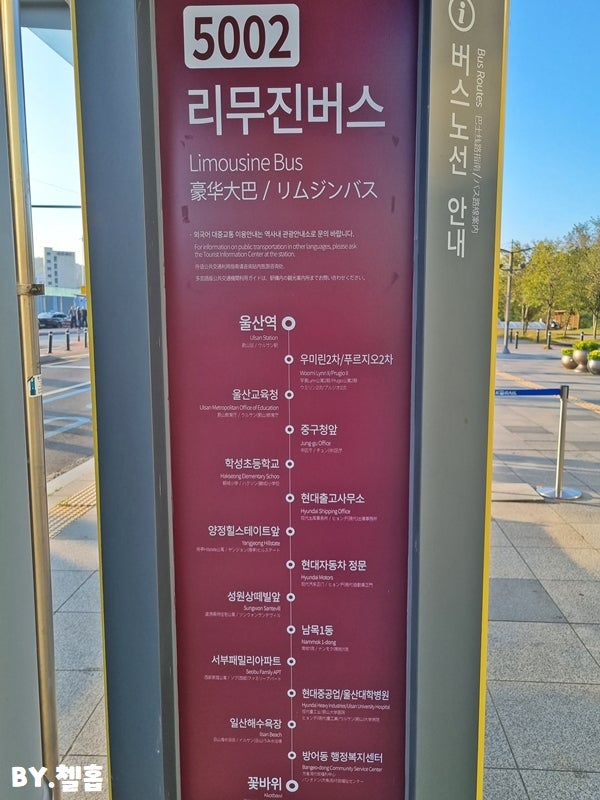 5002
리무진버스
Limousine Bus
豪华大巴 / リムジンバス
· 외국어 대중교통 이용안내는 역사내 관광안내소로 문의 바랍니다.
For information on public transportation in other languages, please ask
the Tourist Information Center at the station.
울산역
Ulsan Station
우미린2차/푸르지오2차
Woomi Lynn II/Prugio II
울산교육청
Ulsan Metropolitan Office of Education
중구청앞
Jung-gu Office
학성초등학교
Hakseong Elementary School
현대출고사무소
Hyundai Shipping Office
양정힐스테이트앞
Yangjeong Hillstate
현대자동차 정문
Hyundai Motors
성원상떼빌앞
Sungwon Santevill
남목1동
Nammok 1-dong
서부패밀리아파트
Seobu Family APT
현대중공업/울산대학병원
Hyundai Heavy Industries/Ulsan University Hospital
일산해수욕장
Ilsan Beach
방어동 행정복지센터
Bangeo-dong Community Service Center
꽃바위
Kkotbawi
버스노선 안내
Bus Routes
BY.첼홈